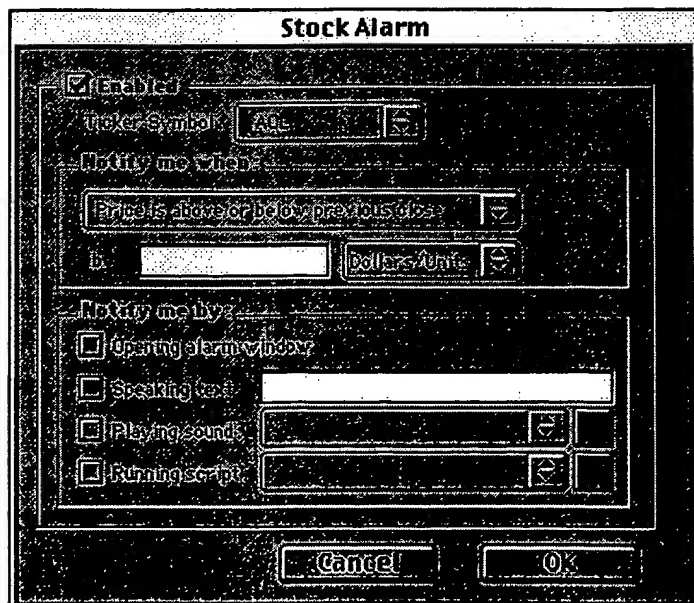 Stock Alarm
Enabled
Ticker Symbol
Notify me when:
Price is above or below previous close
Dollars/Units
Notify me by:
Opening alarm window
Speaking text
Playing sound
Running script
Cancel
OK